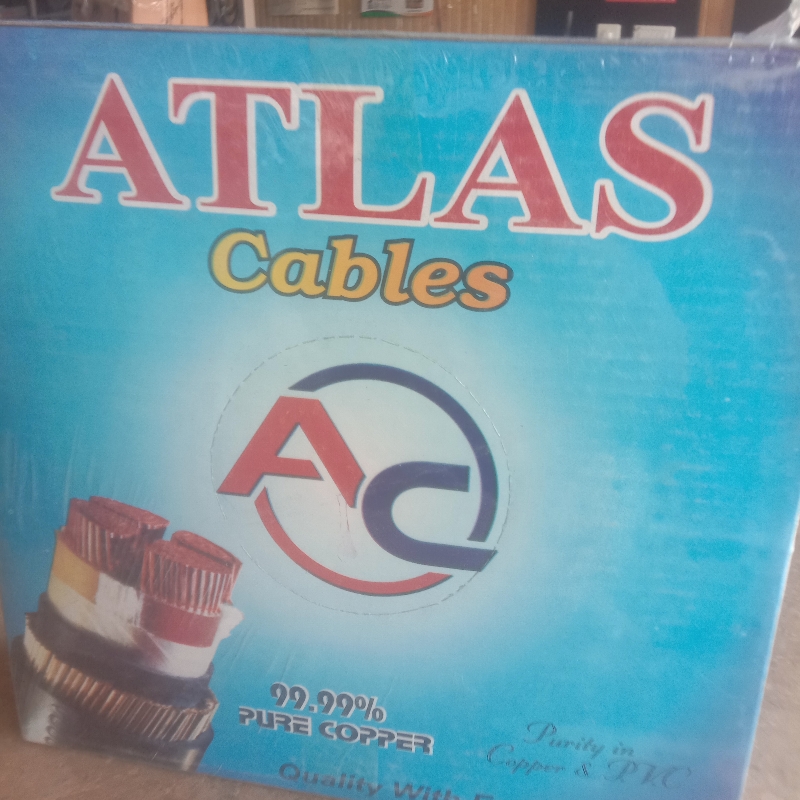 ATLAS
Cables
AC
99.99%
PURE COPPER
Purity in
Copper & PVC
Quality With